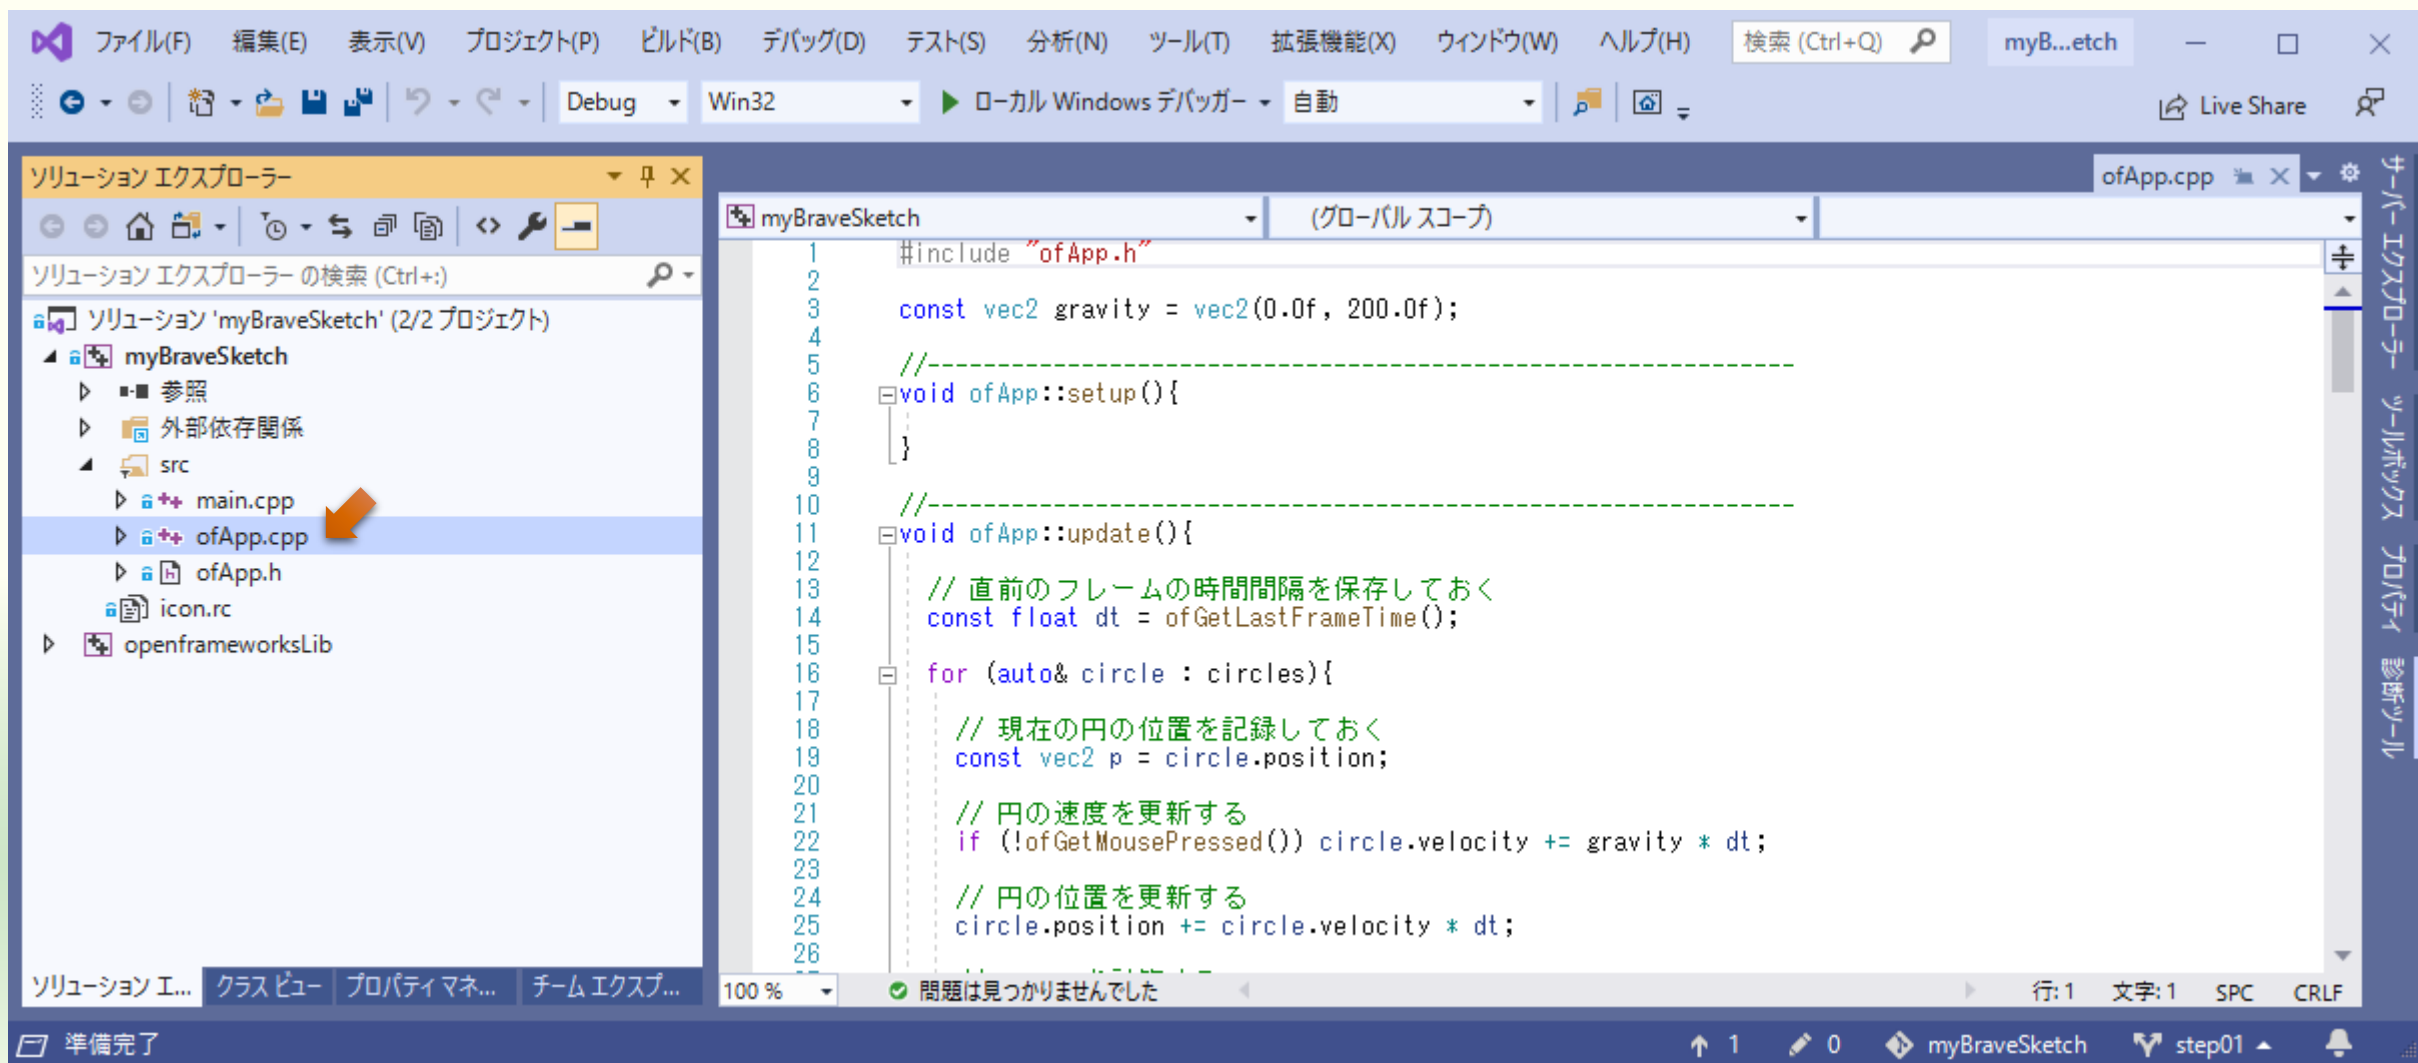 ファイル(F) 編集(E) 表示(V) プロジェクト(P) ビルド(B) デバッグ(D) テスト(S) 分析(N) ツール(T) 拡張機能(X) ウィンドウ(W) ヘルプ(H) 検索 (Ctrl+Q) myB...etch
Debug Win32 ローカル Windows デバッガー 自動 Live Share
ソリューション エクスプローラー
ofApp.cpp
myBraveSketch (グローバル スコープ)
ソリューション エクスプローラー の検索 (Ctrl+:)
ソリューション 'myBraveSketch' (2/2 プロジェクト)
myBraveSketch
参照
外部依存関係
src
main.cpp
ofApp.cpp
ofApp.h
icon.rc
openframeworksLib
ソリューション エ... クラス ビュー プロパティ マネ... チーム エクスプ...
1 #include "ofApp.h"
2
3 const vec2 gravity = vec2(0.0f, 200.0f);
4
5 //--------------------------------------------------------------
6 void ofApp::setup(){
7
8 }
9
10 //--------------------------------------------------------------
11 void ofApp::update(){
12
13 // 直前のフレームの時間間隔を保存しておく
14 const float dt = ofGetLastFrameTime();
15
16 for (auto& circle : circles){
17
18 // 現在の円の位置を記録しておく
19 const vec2 p = circle.position;
20
21 // 円の速度を更新する
22 if (!ofGetMousePressed()) circle.velocity += gravity * dt;
23
24 // 円の位置を更新する
25 circle.position += circle.velocity * dt;
26
100 % 問題は見つかりませんでした 行: 1 文字: 1 SPC CRLF
サーバー エクスプローラー
ツールボックス
プロパティ
診断ツール
準備完了 1 0 myBraveSketch step01